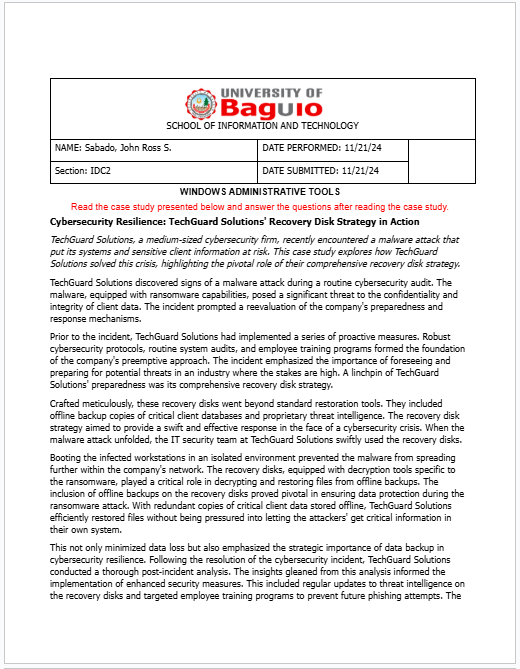 UNIVERSITY OF
Baguio
SCHOOL OF INFORMATION AND TECHNOLOGY
NAME: Sabado, John Ross S.
DATE PERFORMED: 11/21/24
Section: IDC2
DATE SUBMITTED: 11/21/24
WINDOWS ADMINISTRATIVE TOOLS
Read the case study presented below and answer the questions after reading the case study.
Cybersecurity Resilience: TechGuard Solutions' Recovery Disk Strategy in Action
TechGuard Solutions, a medium-sized cybersecurity firm, recently encountered a malware attack that
put its systems and sensitive client information at risk. This case study explores how TechGuard
Solutions solved this crisis, highlighting the pivotal role of their comprehensive recovery disk strategy.
TechGuard Solutions discovered signs of a malware attack during a routine cybersecurity audit. The
malware, equipped with ransomware capabilities, posed a significant threat to the confidentiality and
integrity of client data. The incident prompted a reevaluation of the company's preparedness and
response mechanisms.
Prior to the incident, TechGuard Solutions had implemented a series of proactive measures. Robust
cybersecurity protocols, routine system audits, and employee training programs formed the foundation
of the company's preemptive approach. The incident emphasized the importance of foreseeing and
preparing for potential threats in an industry where the stakes are high. A linchpin of TechGuard
Solutions' preparedness was its comprehensive recovery disk strategy.
Crafted meticulously, these recovery disks went beyond standard restoration tools. They included
offline backup copies of critical client databases and proprietary threat intelligence. The recovery disk
strategy aimed to provide a swift and effective response in the face of a cybersecurity crisis. When the
malware attack unfolded, the IT security team at TechGuard Solutions swiftly used the recovery disks.
Booting the infected workstations in an isolated environment prevented the malware from spreading
further within the company's network. The recovery disks, equipped with decryption tools specific to
the ransomware, played a critical role in decrypting and restoring files from offline backups. The
inclusion of offline backups on the recovery disks proved pivotal in ensuring data protection during the
ransomware attack. With redundant copies of critical client data stored offline, TechGuard Solutions
efficiently restored files without being pressured into letting the attackers' get critical information in
their own system.
This not only minimized data loss but also emphasized the strategic importance of data backup in
cybersecurity resilience. Following the resolution of the cybersecurity incident, TechGuard Solutions
conducted a thorough post-incident analysis. The insights gleaned from this analysis informed the
implementation of enhanced security measures. This included regular updates to threat intelligence on
the recovery disks and targeted employee training programs to prevent future phishing attempts. The